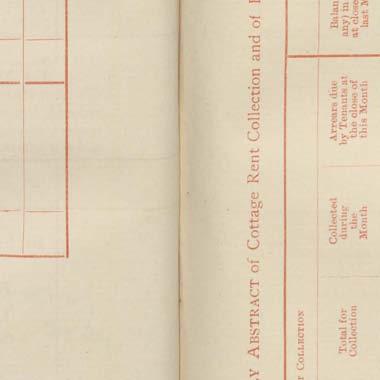 LY ABSTRACT of Cottage Rent Collection and of
T COLLECTION
Total for
Collection
Collected
during
the
Month
Arrears due
by Tenants at
the close of
this Month
Balan
any) in
at close
last M